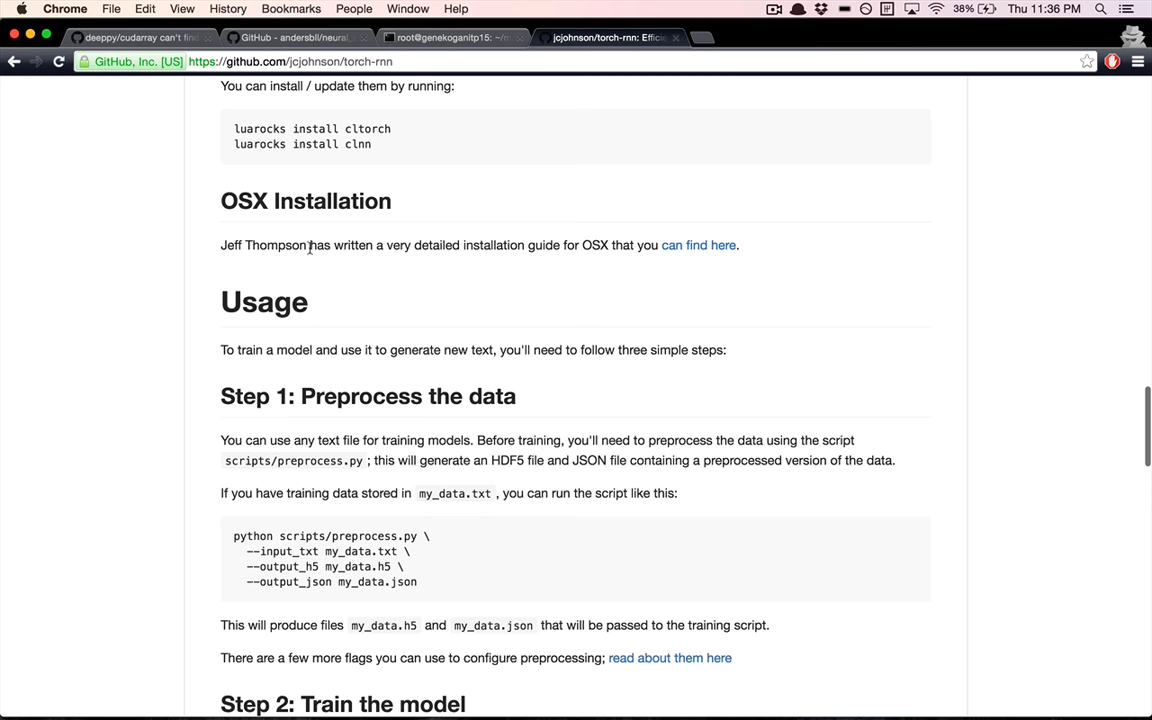 Chrome File Edit View History Bookmarks People Window Help 38% Thu 11:36 PM
deeppy/cudarray can't find
GitHub - andersbll/neural_
root@genekoganitp15: ~/
jcjohnson/torch-rnn: Efficie
GitHub, Inc. [US] https://github.com/jcjohnson/torch-rnn
You can install / update them by running:
luarocks install cltorch
luarocks install clnn
OSX Installation
Jeff Thompson has written a very detailed installation guide for OSX that you can find here.
Usage
To train a model and use it to generate new text, you'll need to follow three simple steps:
Step 1: Preprocess the data
You can use any text file for training models. Before training, you'll need to preprocess the data using the script
scripts/preprocess.py ; this will generate an HDF5 file and JSON file containing a preprocessed version of the data.
If you have training data stored in my_data.txt , you can run the script like this:
python scripts/preprocess.py \
--input_txt my_data.txt \
--output_h5 my_data.h5 \
--output_json my_data.json
This will produce files my_data.h5 and my_data.json that will be passed to the training script.
There are a few more flags you can use to configure preprocessing; read about them here
Step 2: Train the model